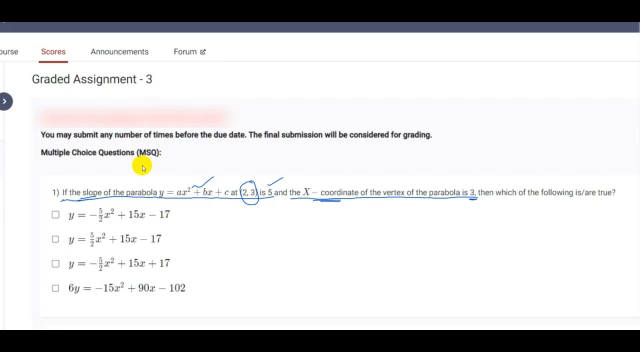 ourse Scores Announcements Forum
Graded Assignment - 3
You may submit any number of times before the due date. The final submission will be considered for grading.
Multiple Choice Questions (MSQ):
1) If the slope of the parabola y = ax² + bx + c at (2, 3) is 5 and the X − coordinate of the vertex of the parabola is 3, then which of the following is/are true?
y = −5/2x² + 15x − 17
y = 5/2x² + 15x − 17
y = −5/2x² + 15x + 17
6y = −15x² + 90x − 102